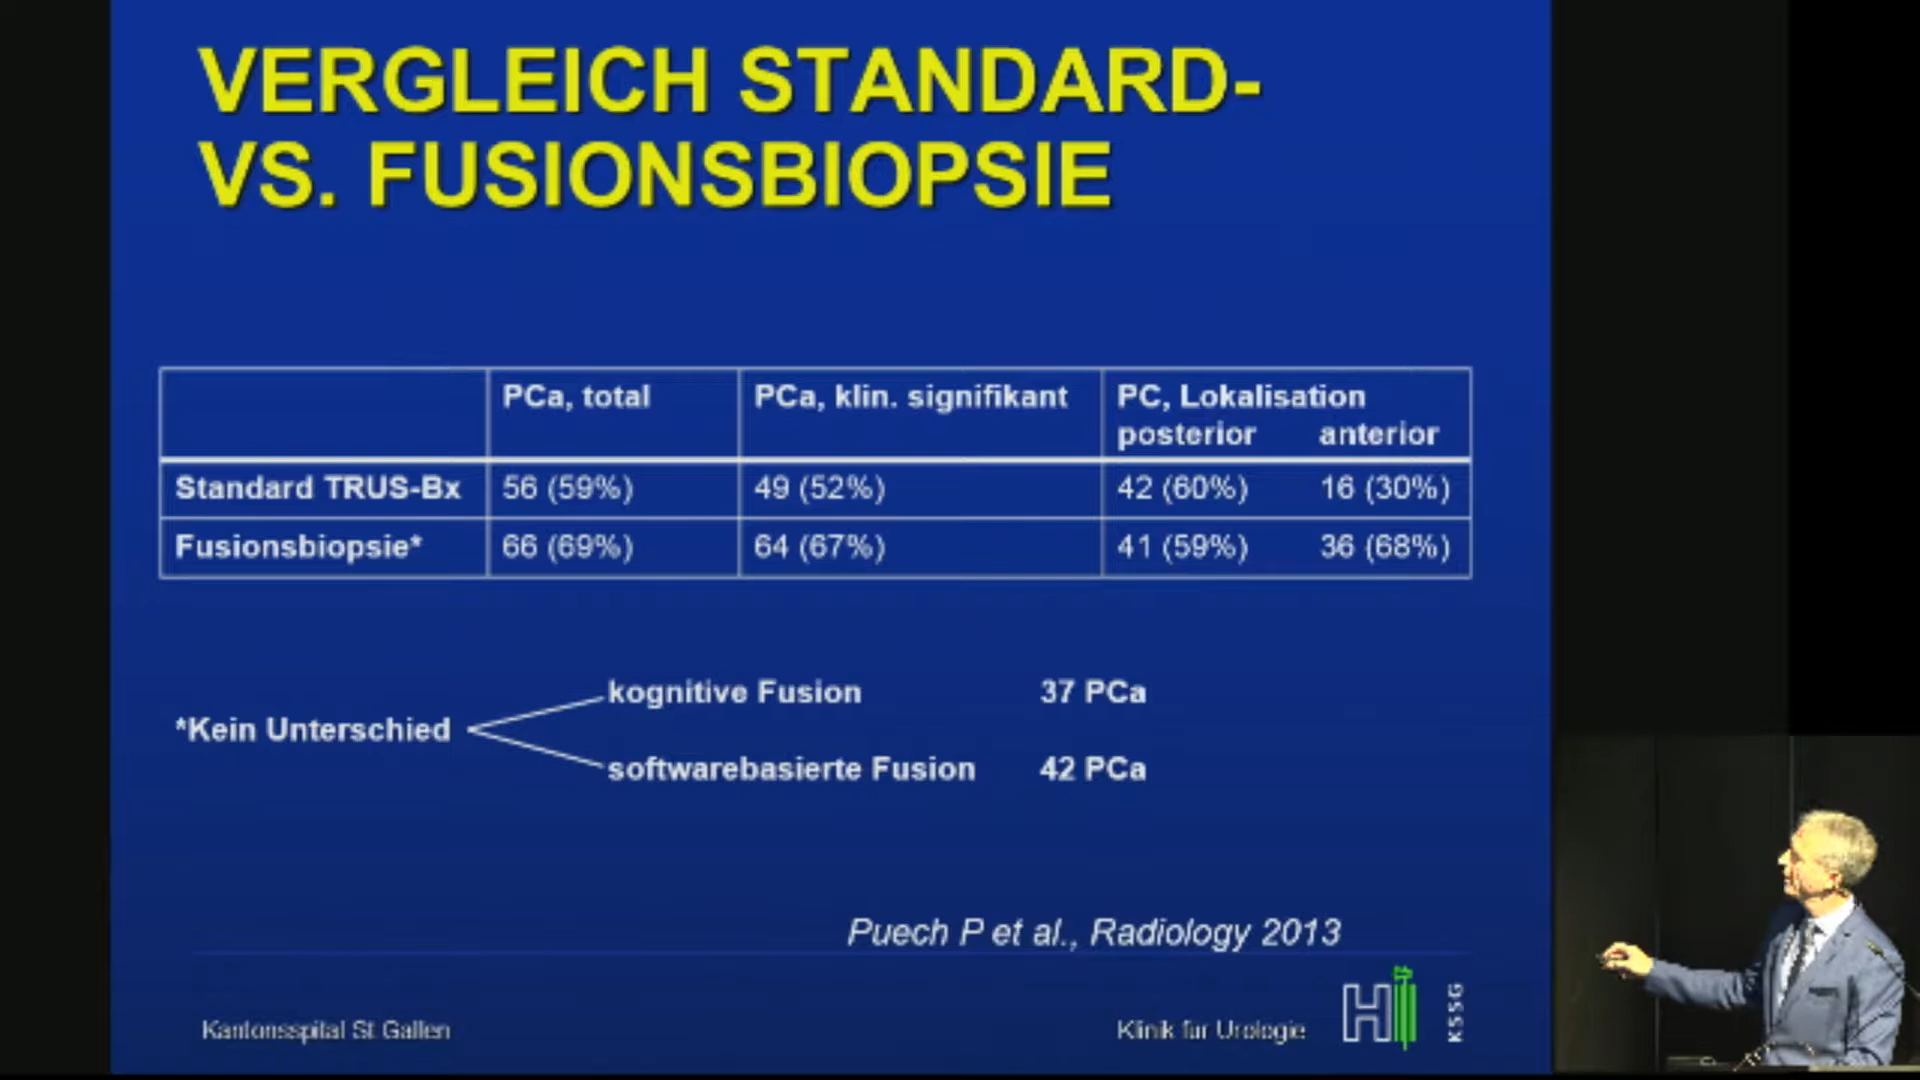 VERGLEICH STANDARD-
VS. FUSIONSBIOPSIE
PCa, total PCa, klin. signifikant PC, Lokalisation
posterior anterior
Standard TRUS-Bx 56 (59%) 49 (52%) 42 (60%) 16 (30%)
Fusionsbiopsie* 66 (69%) 64 (67%) 41 (59%) 36 (68%)
kognitive Fusion 37 PCa
*Kein Unterschied
softwarebasierte Fusion 42 PCa
Puech P et al., Radiology 2013
Kantonsspital St Gallen Klinik für Urologie KSSG